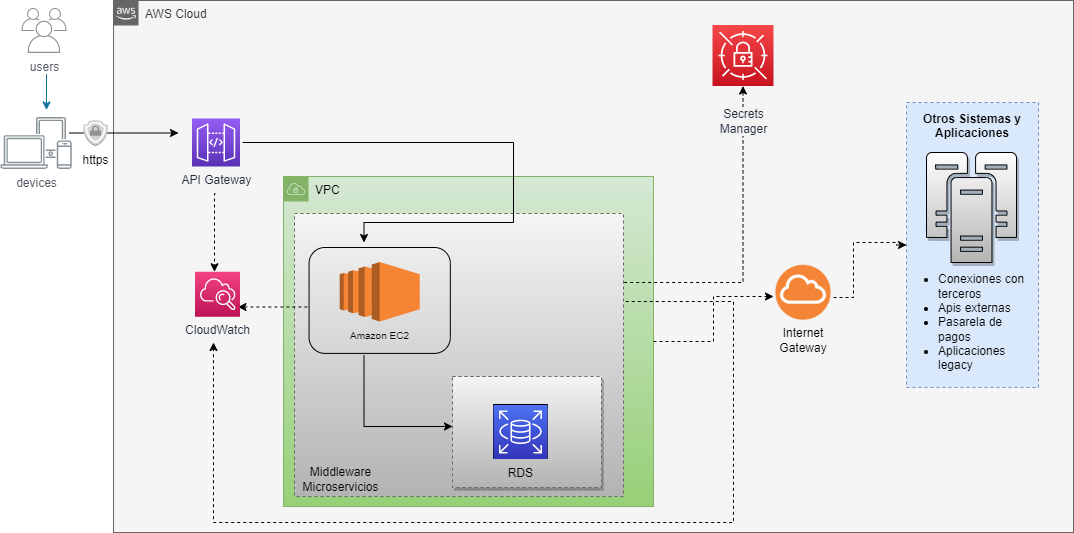 aws
AWS Cloud
users
devices
https
API Gateway
CloudWatch
VPC
Amazon EC2
RDS
Middleware
Microservicios
Secrets
Manager
Internet
Gateway
Otros Sistemas y
Aplicaciones
Conexiones con
terceros
Apis externas
Pasarela de
pagos
Aplicaciones
legacy